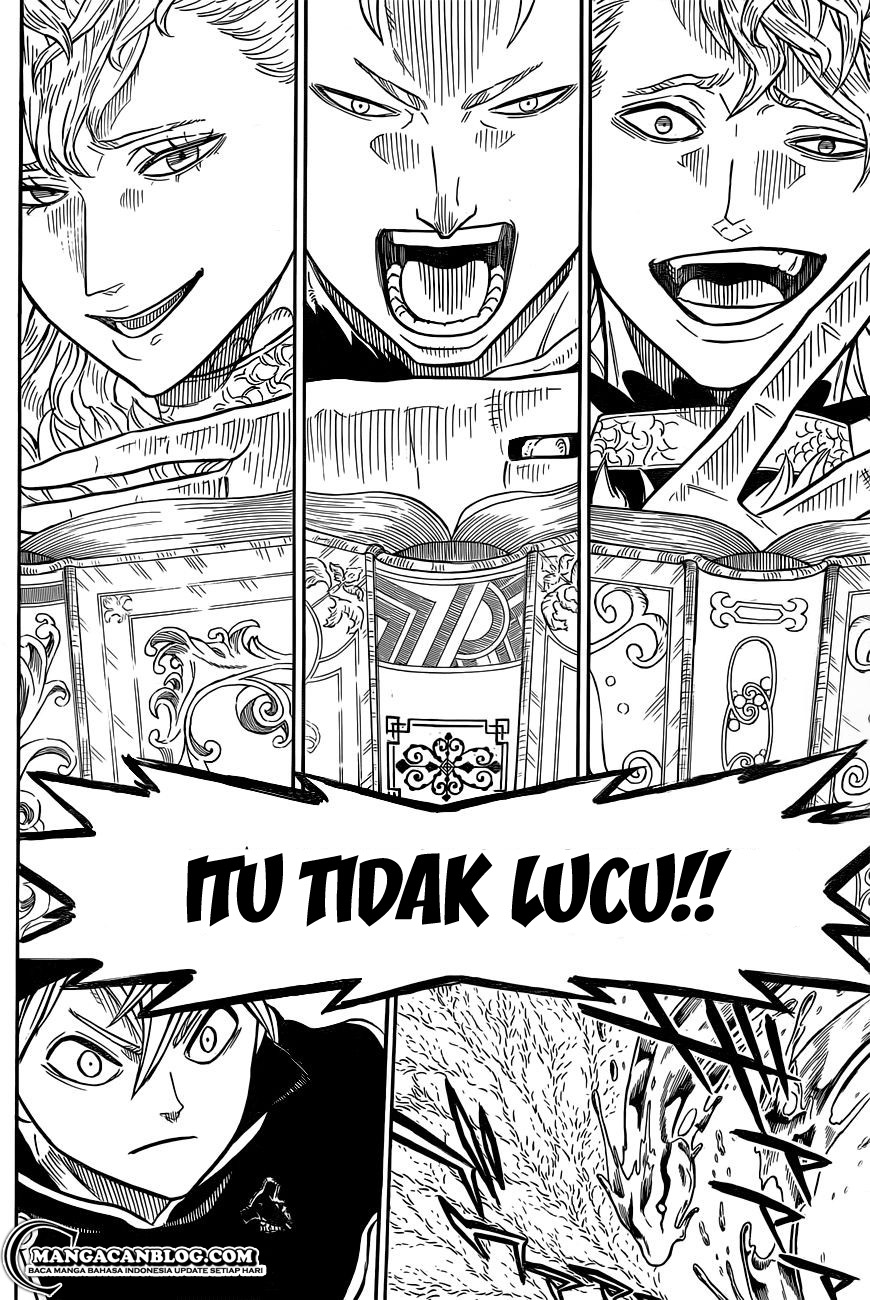 ITU TIDAK LUCU!!
MANGACANBLOG.COM
BACA MANGA BAHASA INDONESIA UPDATE SETIAP HARI